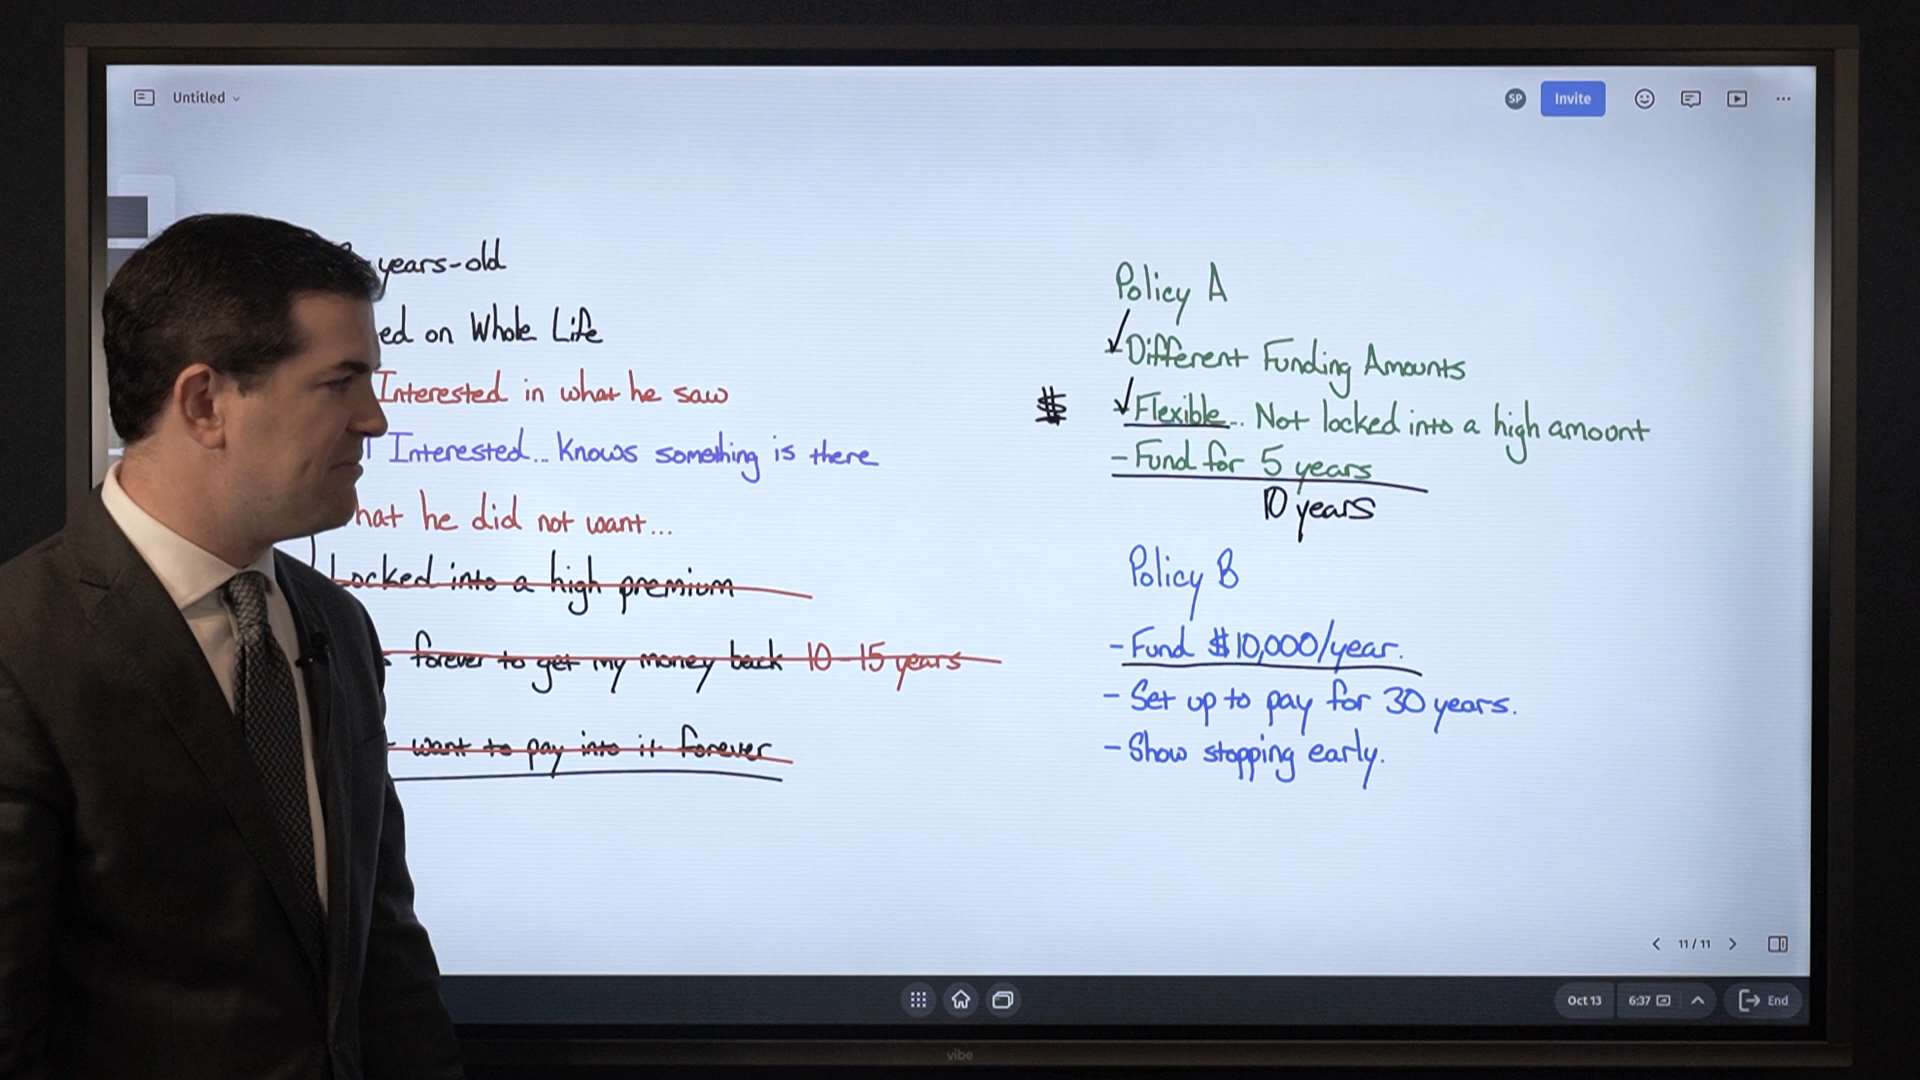 Untitled
SP
Invite
years-old
ed on Whole Life
Interested in what he saw
Interested... Knows something is there
hat he did not want...
Locked into a high premium
forever to get my money back 10-15 years
want to pay into it forever
Policy A
Different Funding Amounts
$ Flexible... Not locked into a high amount
- Fund for 5 years
10 years
Policy B
- Fund $10,000/year.
- Set up to pay for 30 years.
- Show stopping early.
11 / 11
Oct 13
6:37
End
vibe